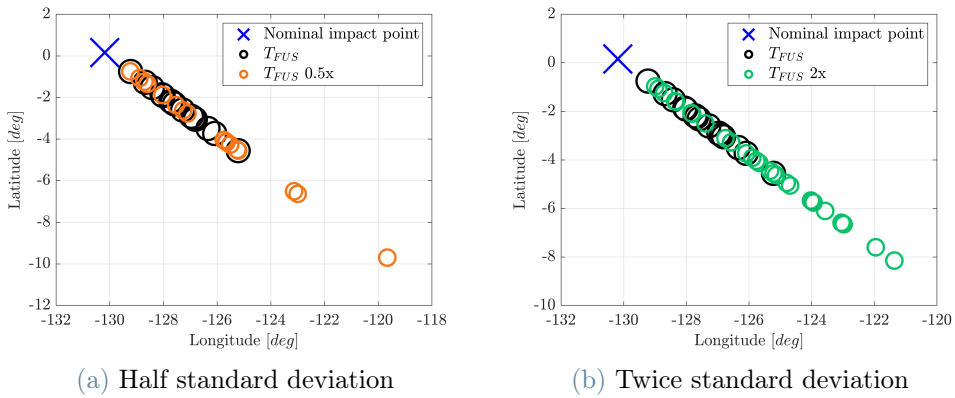 2
0
-2
-4
-6
-8
-10
-12
Latitude [deg]
-132 -130 -128 -126 -124 -122 -120 -118
Longitude [deg]
Nominal impact point
T_FUS
T_FUS 0.5x
(a) Half standard deviation
2
0
-2
-4
-6
-8
-10
Latitude [deg]
-132 -130 -128 -126 -124 -122 -120
Longitude [deg]
Nominal impact point
T_FUS
T_FUS 2x
(b) Twice standard deviation